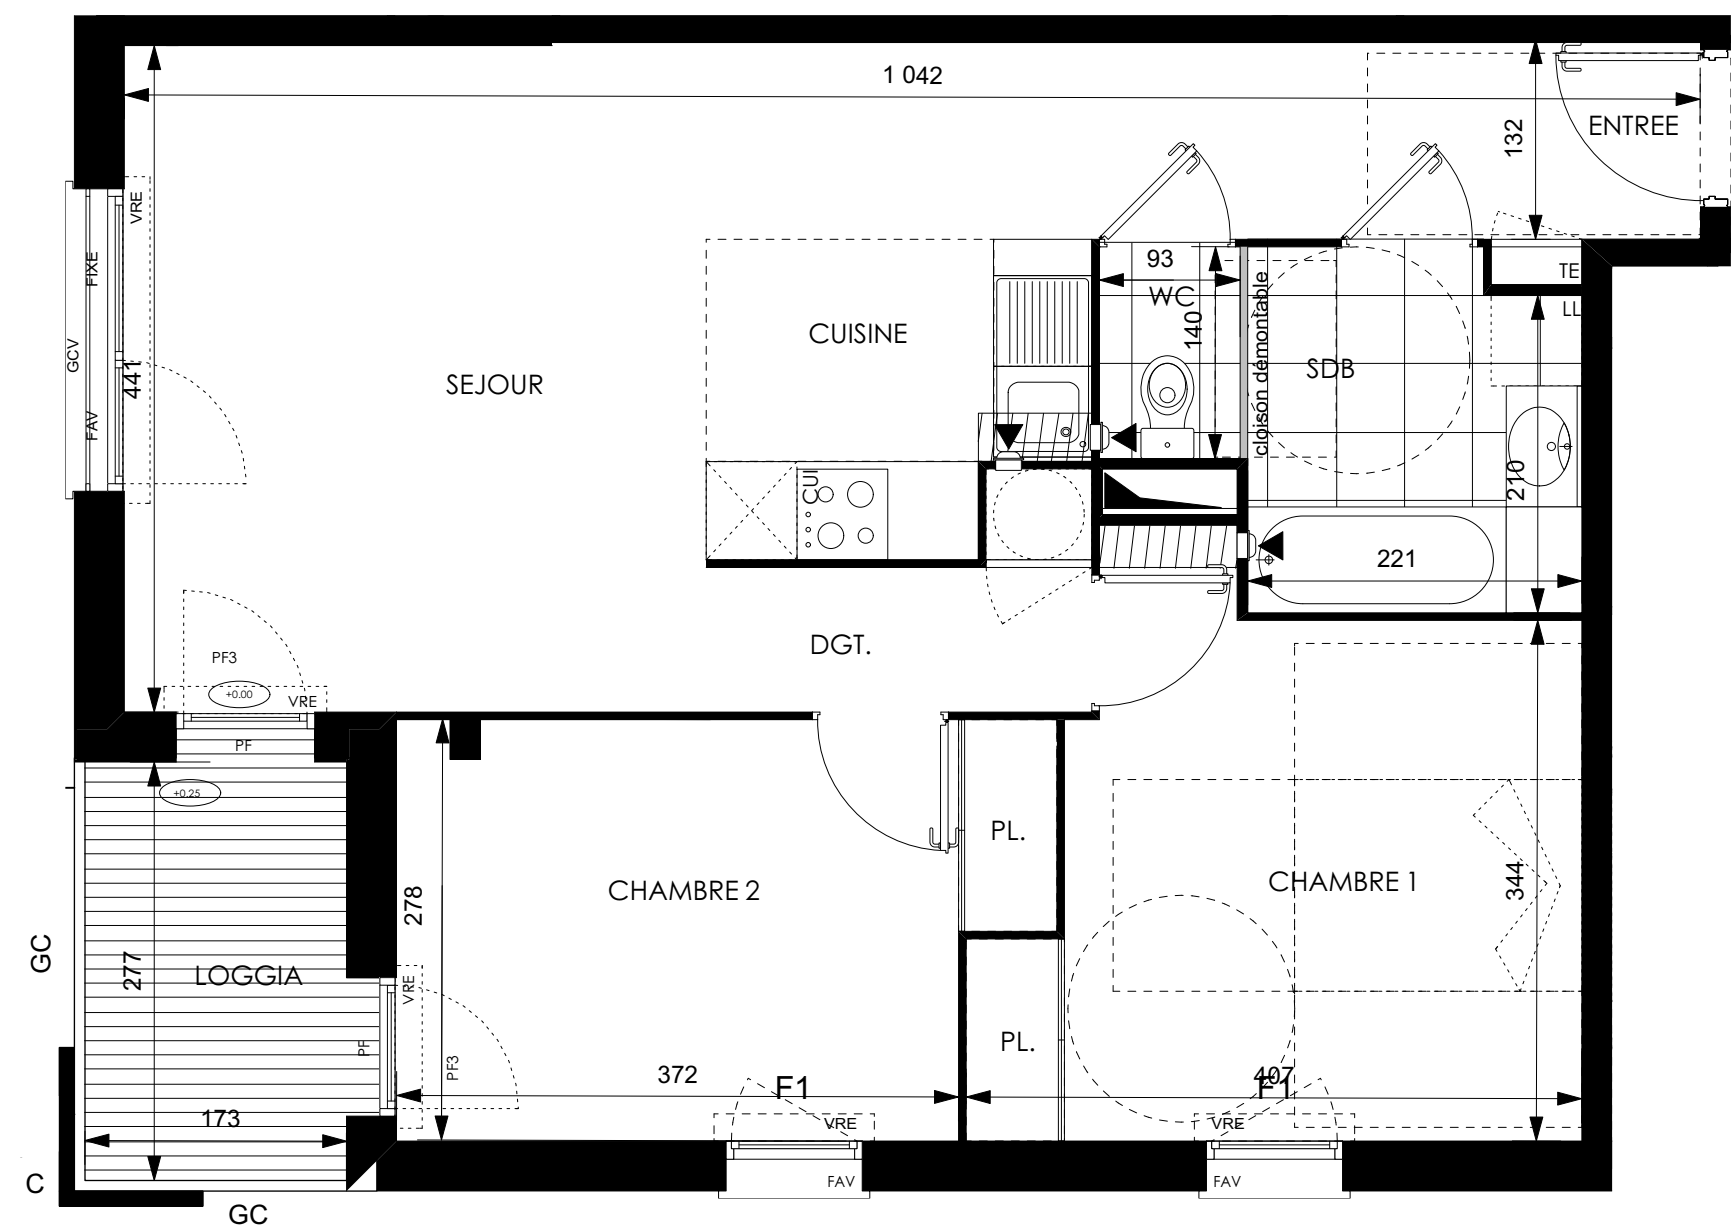 1 042
ENTREE
132
VRE
FIXE
GCV
FAV
441
93
WC
140
cloison démontable
TE
LL
CUISINE
SEJOUR
SDB
CUI
210
221
DGT.
PF3
+0.00
VRE
PF
+0.25
PL.
CHAMBRE 2
CHAMBRE 1
344
278
GC
277
LOGGIA
VRE
PF
PF3
PL.
372
F1
407
F1
173
VRE
VRE
FAV
FAV
C
GC